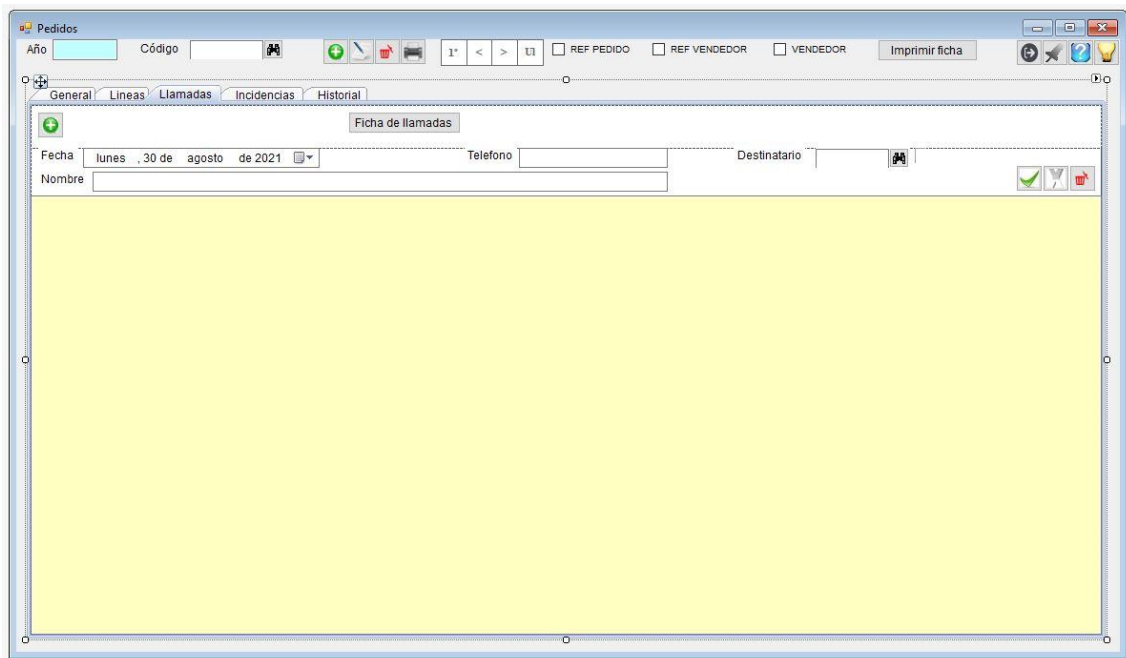 Pedidos
Año Código 1º < > Ul REF PEDIDO REF VENDEDOR VENDEDOR Imprimir ficha
General Lineas Llamadas Incidencias Historial
Ficha de llamadas
Fecha lunes , 30 de agosto de 2021 Telefono Destinatario
Nombre